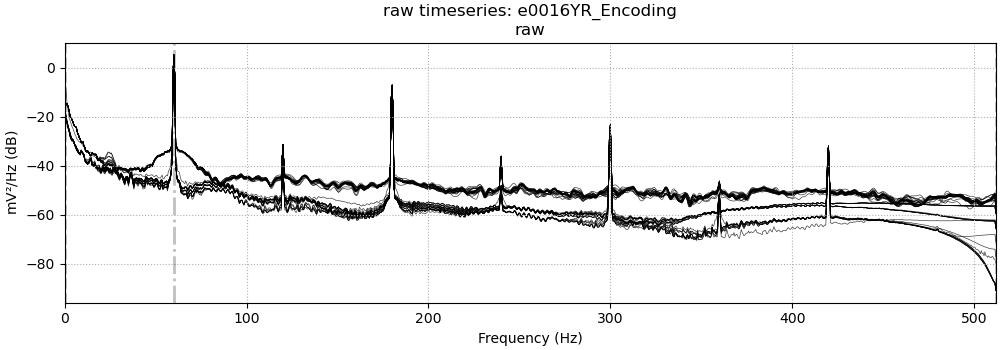 raw timeseries: e0016YR_Encoding
raw
mV²/Hz (dB)
0
−20
−40
−60
−80
0 100 200 300 400 500
Frequency (Hz)